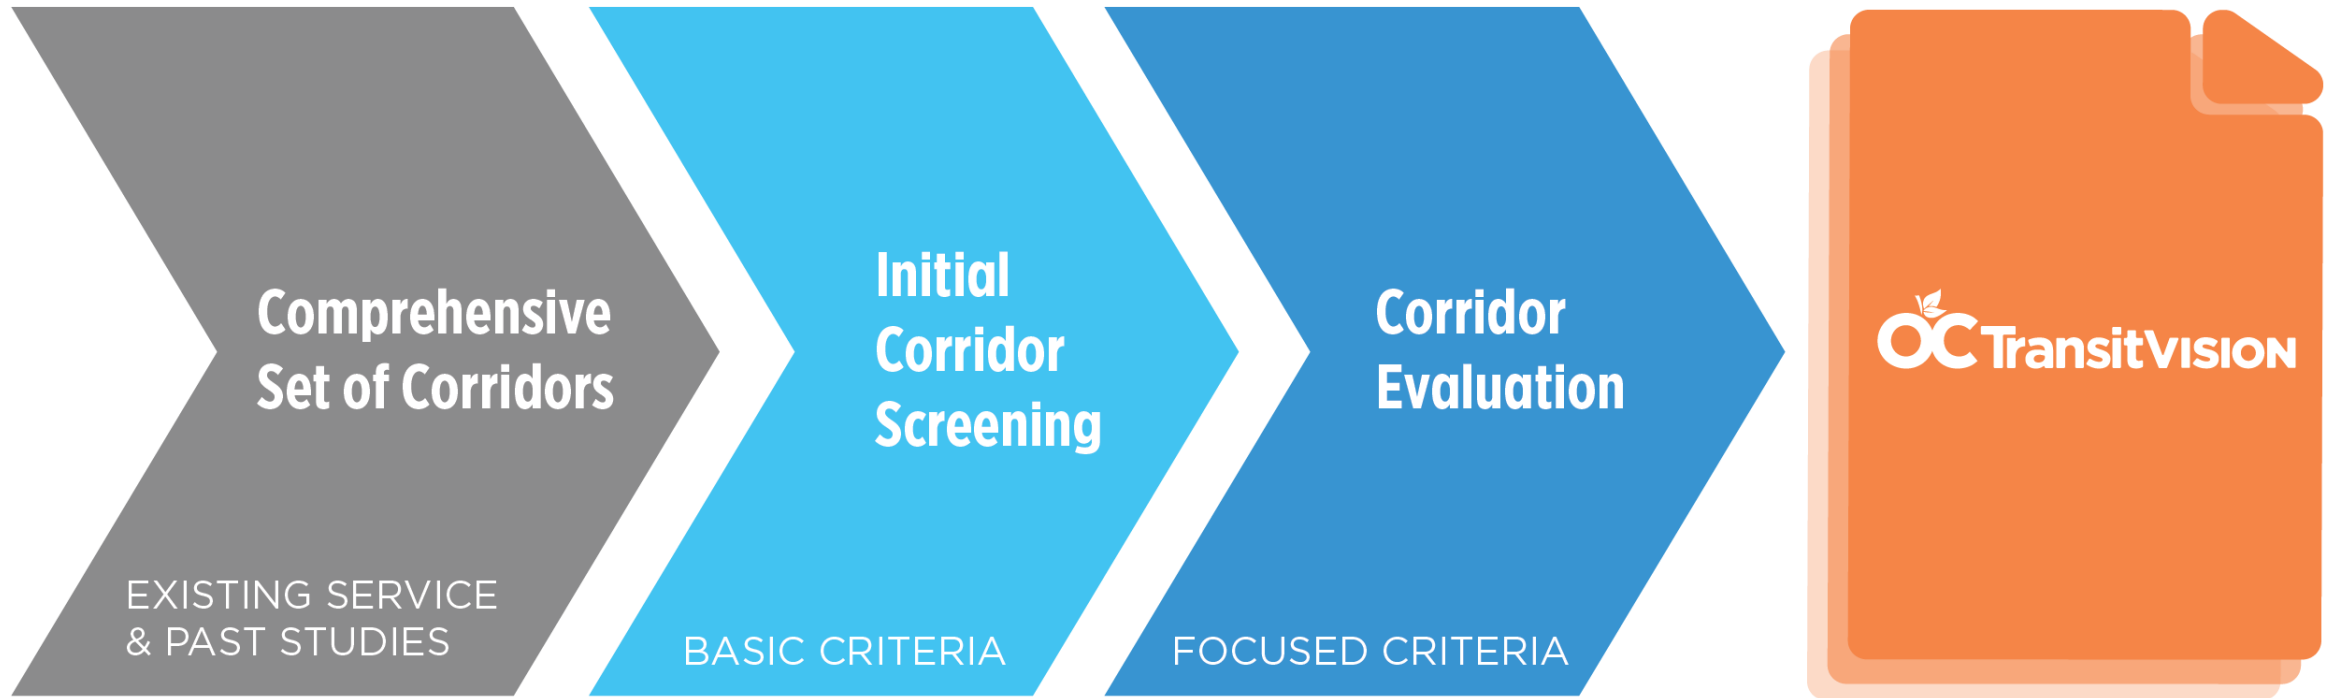 Comprehensive
Set of Corridors
EXISTING SERVICE
& PAST STUDIES
Initial
Corridor
Screening
BASIC CRITERIA
Corridor
Evaluation
FOCUSED CRITERIA
OC TransitVISION